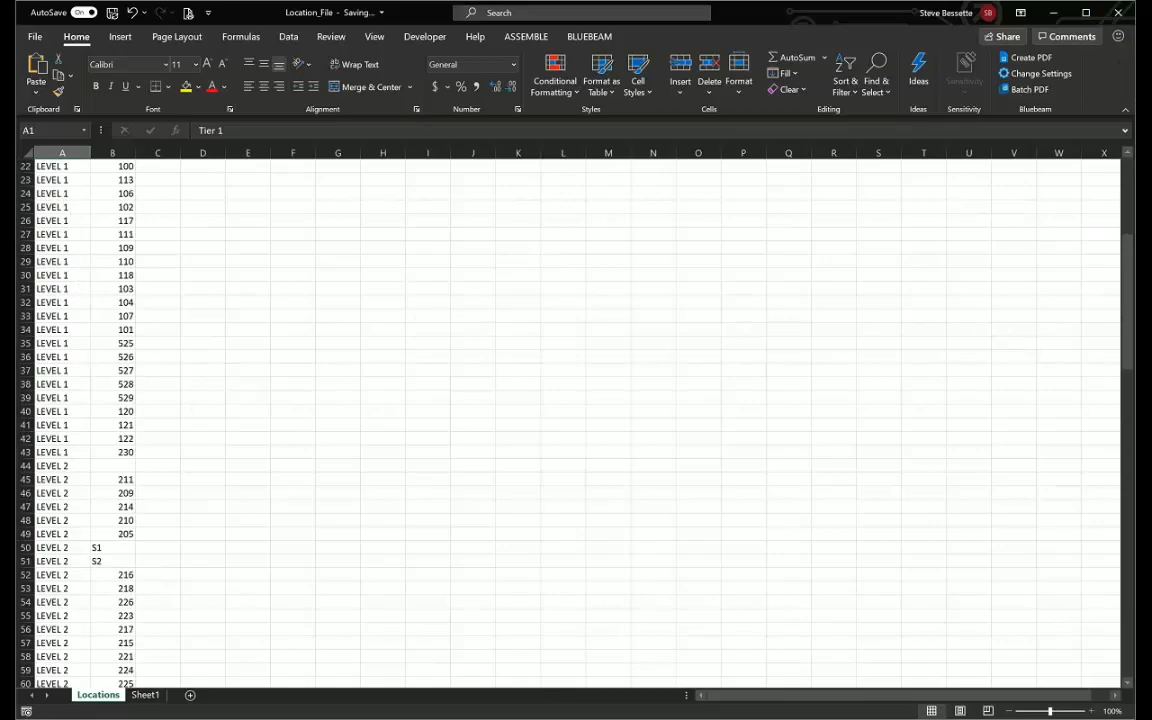 AutoSave On Location_File - Saving... Search Steve Bessette SB
File Home Insert Page Layout Formulas Data Review View Developer Help ASSEMBLE BLUEBEAM Share Comments
Paste Calibri 11 Wrap Text General Conditional Formatting Format as Table Cell Styles Insert Delete Format AutoSum Sort & Filter Find & Select Ideas Sensitivity Create PDF
Fill Change Settings
B I U A Merge & Center $ % Clear Batch PDF
Clipboard Font Alignment Number Styles Cells Editing Ideas Sensitivity Bluebeam
A1 fx Tier 1
A B C D E F G H I J K L M N O P Q R S T U V W X
22 LEVEL 1 100
23 LEVEL 1 113
24 LEVEL 1 106
25 LEVEL 1 102
26 LEVEL 1 117
27 LEVEL 1 111
28 LEVEL 1 109
29 LEVEL 1 110
30 LEVEL 1 118
31 LEVEL 1 103
32 LEVEL 1 104
33 LEVEL 1 107
34 LEVEL 1 101
35 LEVEL 1 525
36 LEVEL 1 526
37 LEVEL 1 527
38 LEVEL 1 528
39 LEVEL 1 529
40 LEVEL 1 120
41 LEVEL 1 121
42 LEVEL 1 122
43 LEVEL 1 230
44 LEVEL 2
45 LEVEL 2 211
46 LEVEL 2 209
47 LEVEL 2 214
48 LEVEL 2 210
49 LEVEL 2 205
50 LEVEL 2 S1
51 LEVEL 2 S2
52 LEVEL 2 216
53 LEVEL 2 218
54 LEVEL 2 226
55 LEVEL 2 223
56 LEVEL 2 217
57 LEVEL 2 215
58 LEVEL 2 221
59 LEVEL 2 224
60 LEVEL 2 225
Locations Sheet1
100%